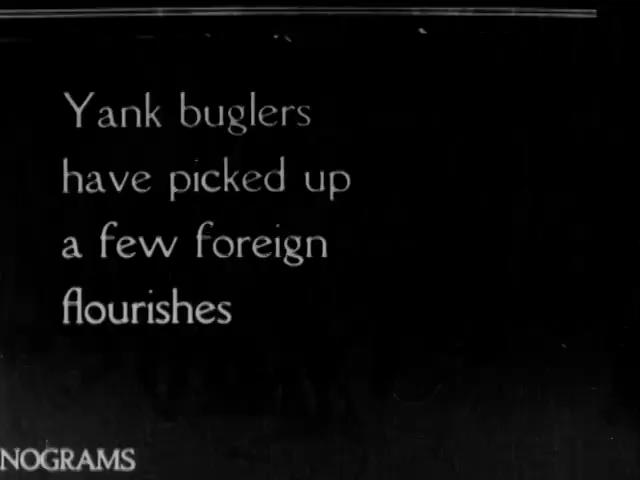 Yank buglers
have picked up
a few foreign
flourishes
NOGRAMS